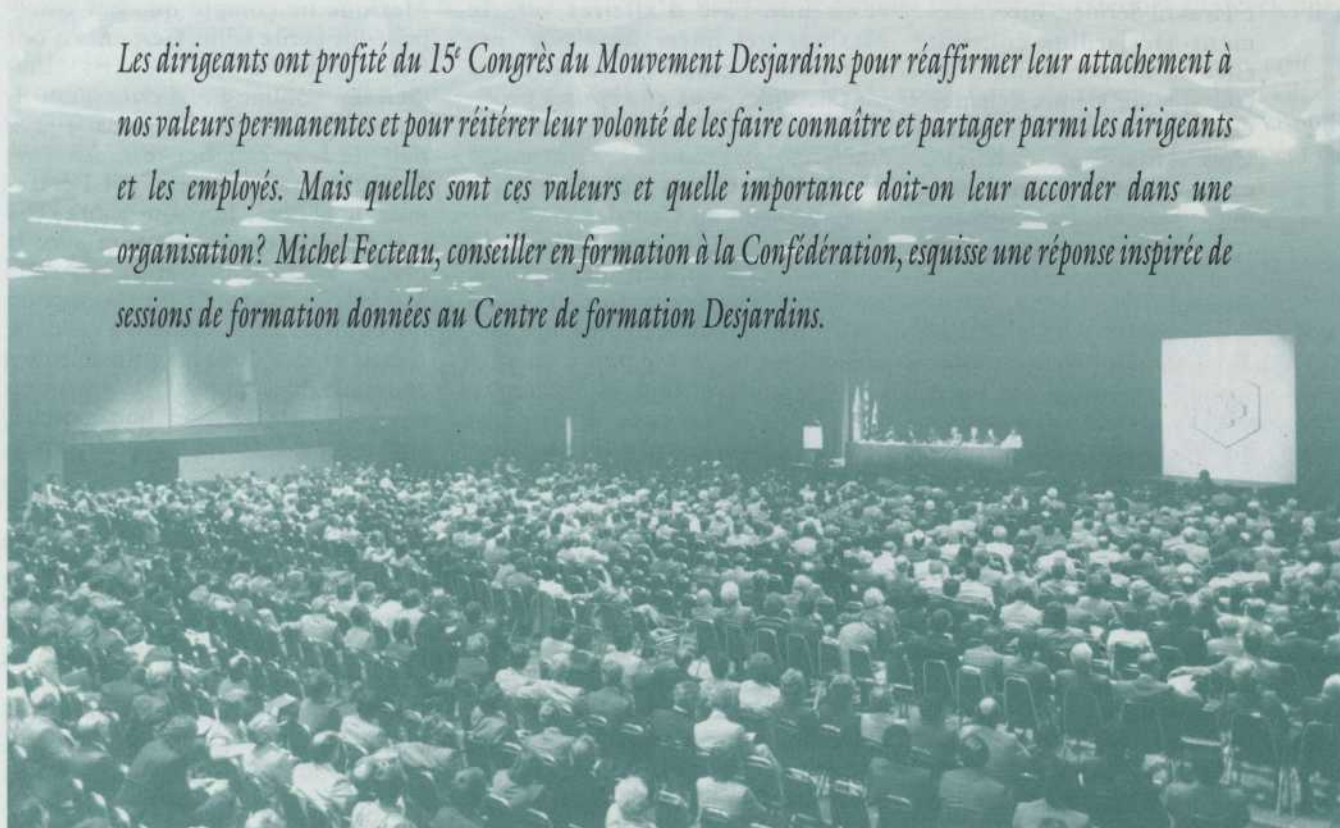 Les dirigeants ont profité du 15e Congrès du Mouvement Desjardins pour réaffirmer leur attachement à
nos valeurs permanentes et pour réitérer leur volonté de les faire connaître et partager parmi les dirigeants
et les employés. Mais quelles sont ces valeurs et quelle importance doit-on leur accorder dans une
organisation? Michel Fecteau, conseiller en formation à la Confédération, esquisse une réponse inspirée de
sessions de formation données au Centre de formation Desjardins.